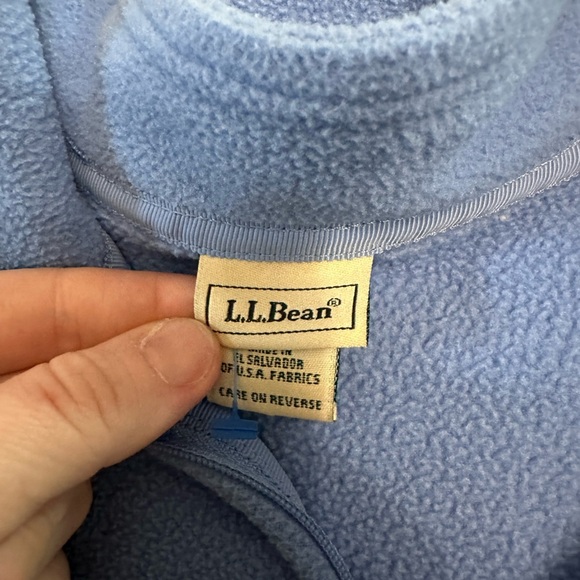 L.L.Bean®
MADE IN
EL SALVADOR
OF U.S.A. FABRICS
CARE ON REVERSE